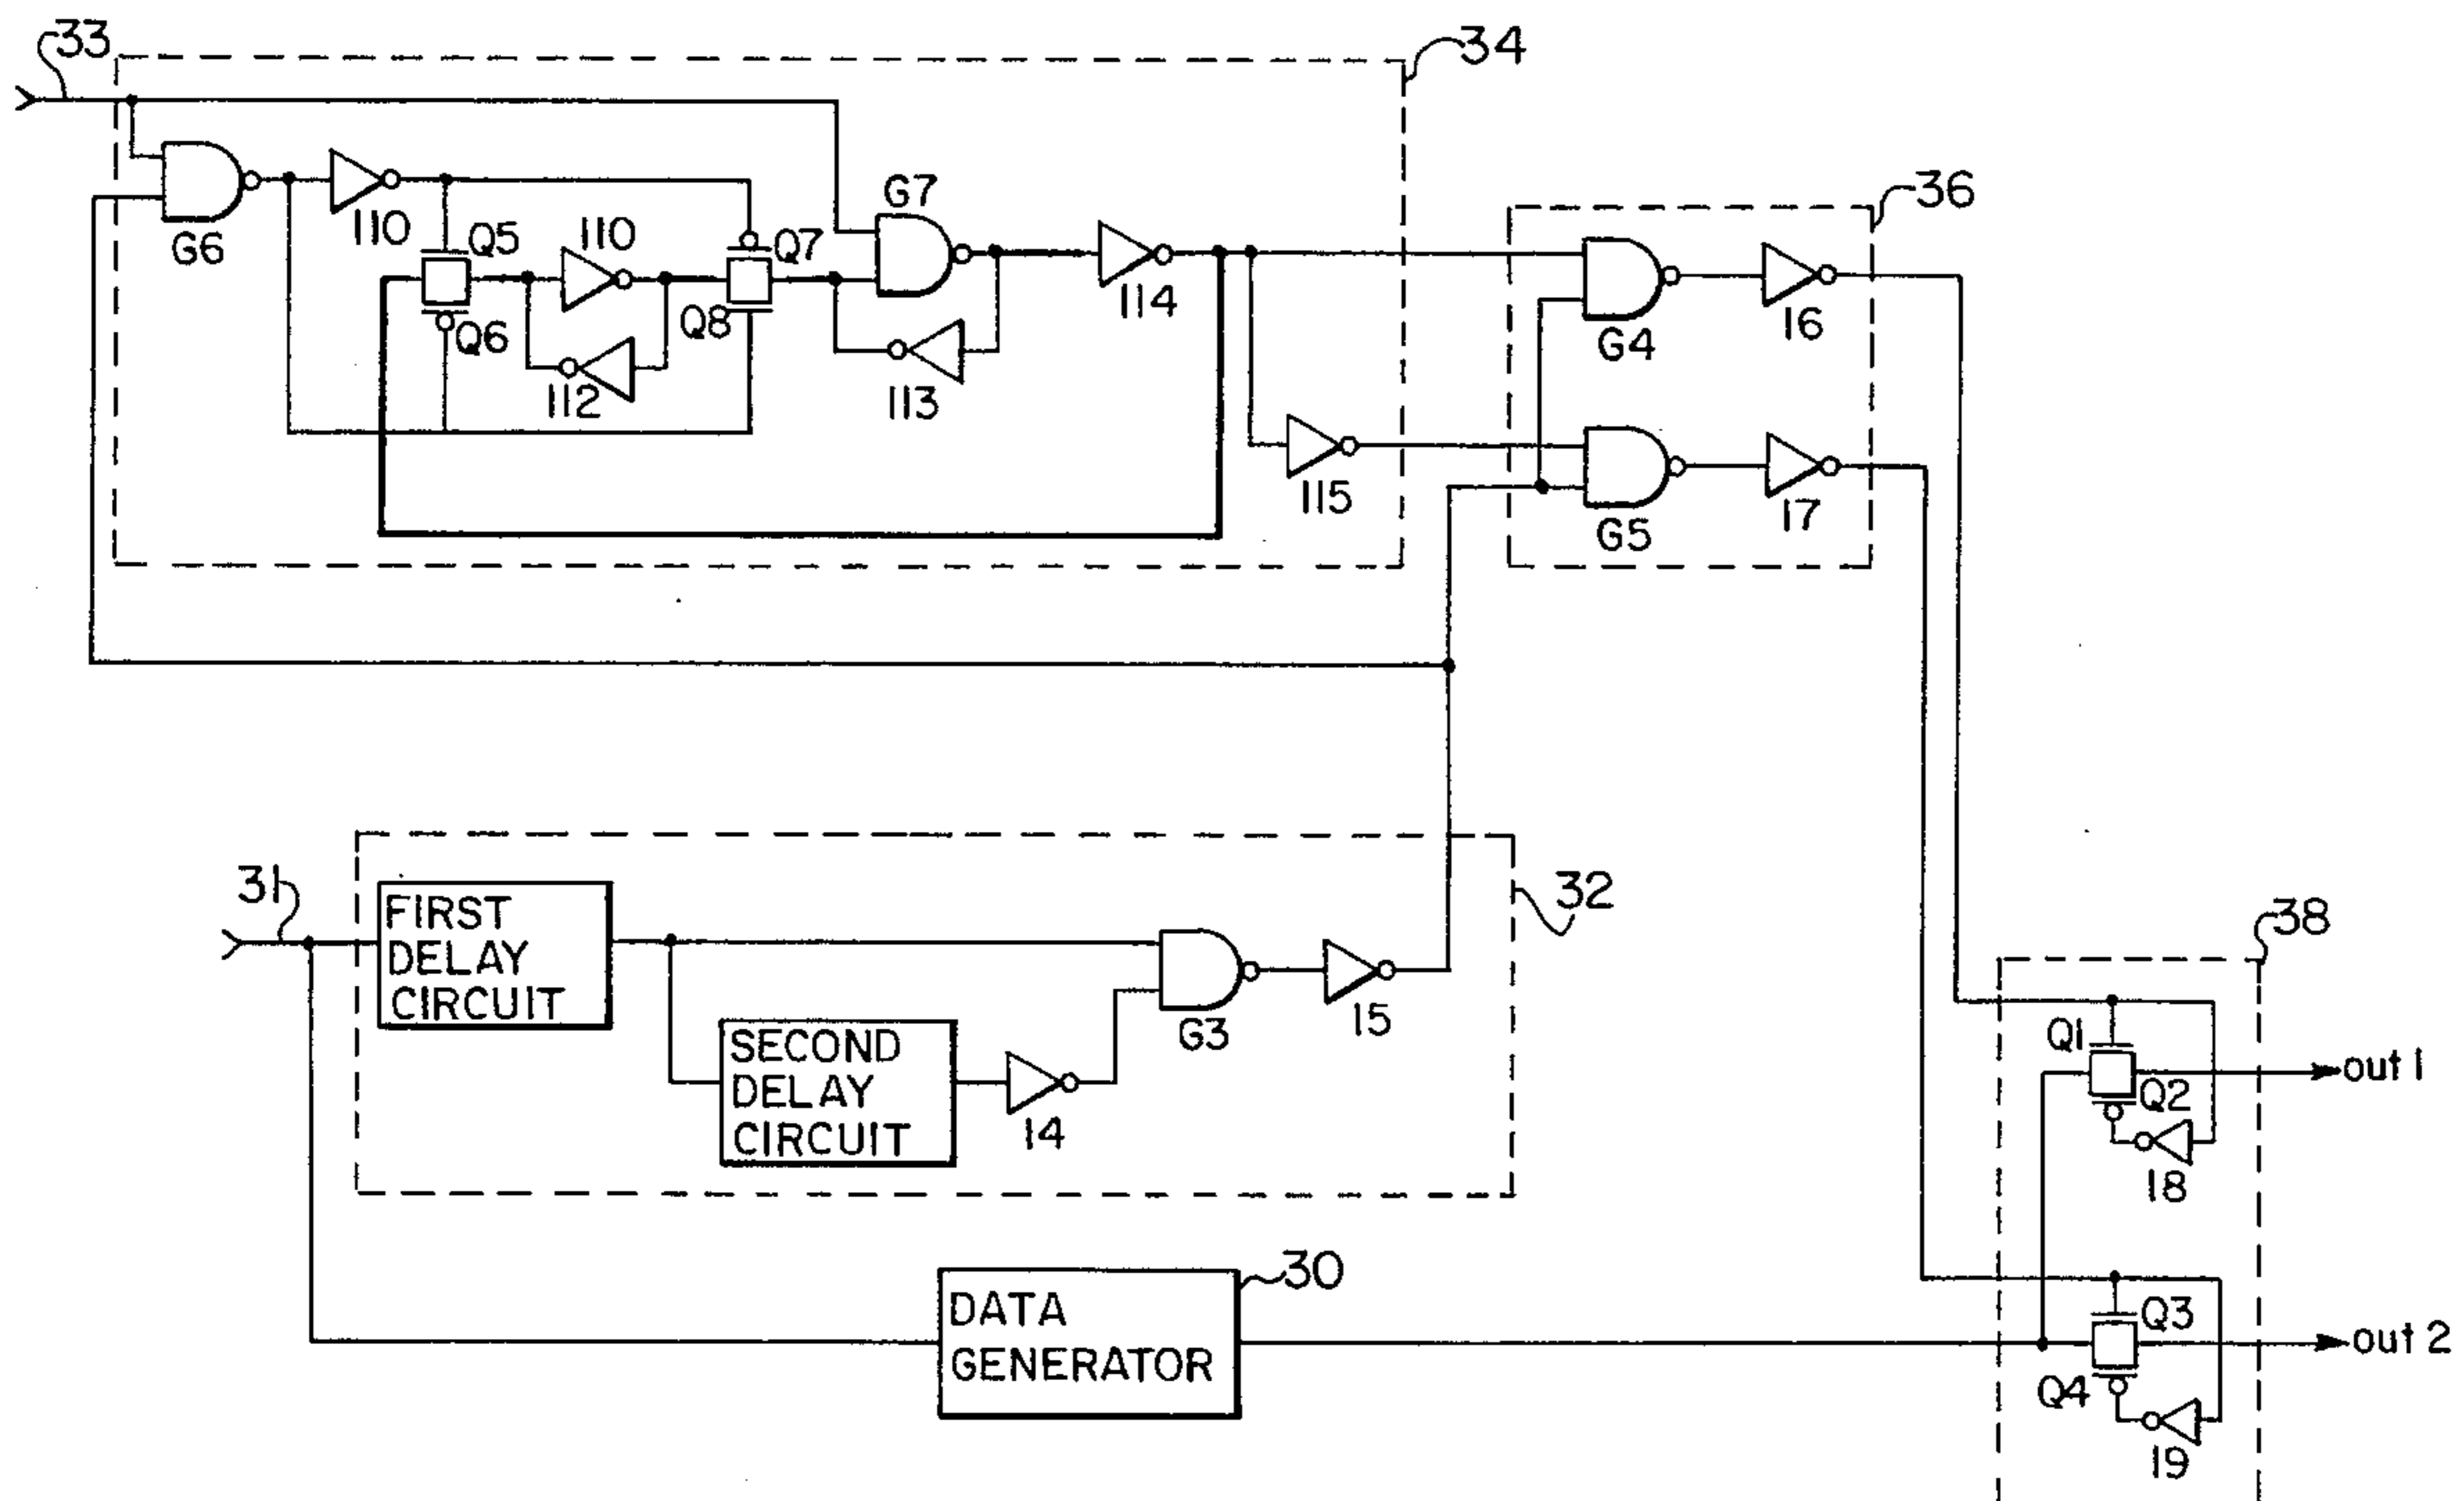 33
34
G6
110
Q5
Q6
110
112
Q7
Q8
G7
113
114
115
36
G4
16
G5
17
31
32
FIRST
DELAY
CIRCUIT
SECOND
DELAY
CIRCUIT
14
G3
15
38
Q1
Q2
out 1
18
30
DATA
GENERATOR
Q3
Q4
out 2
19